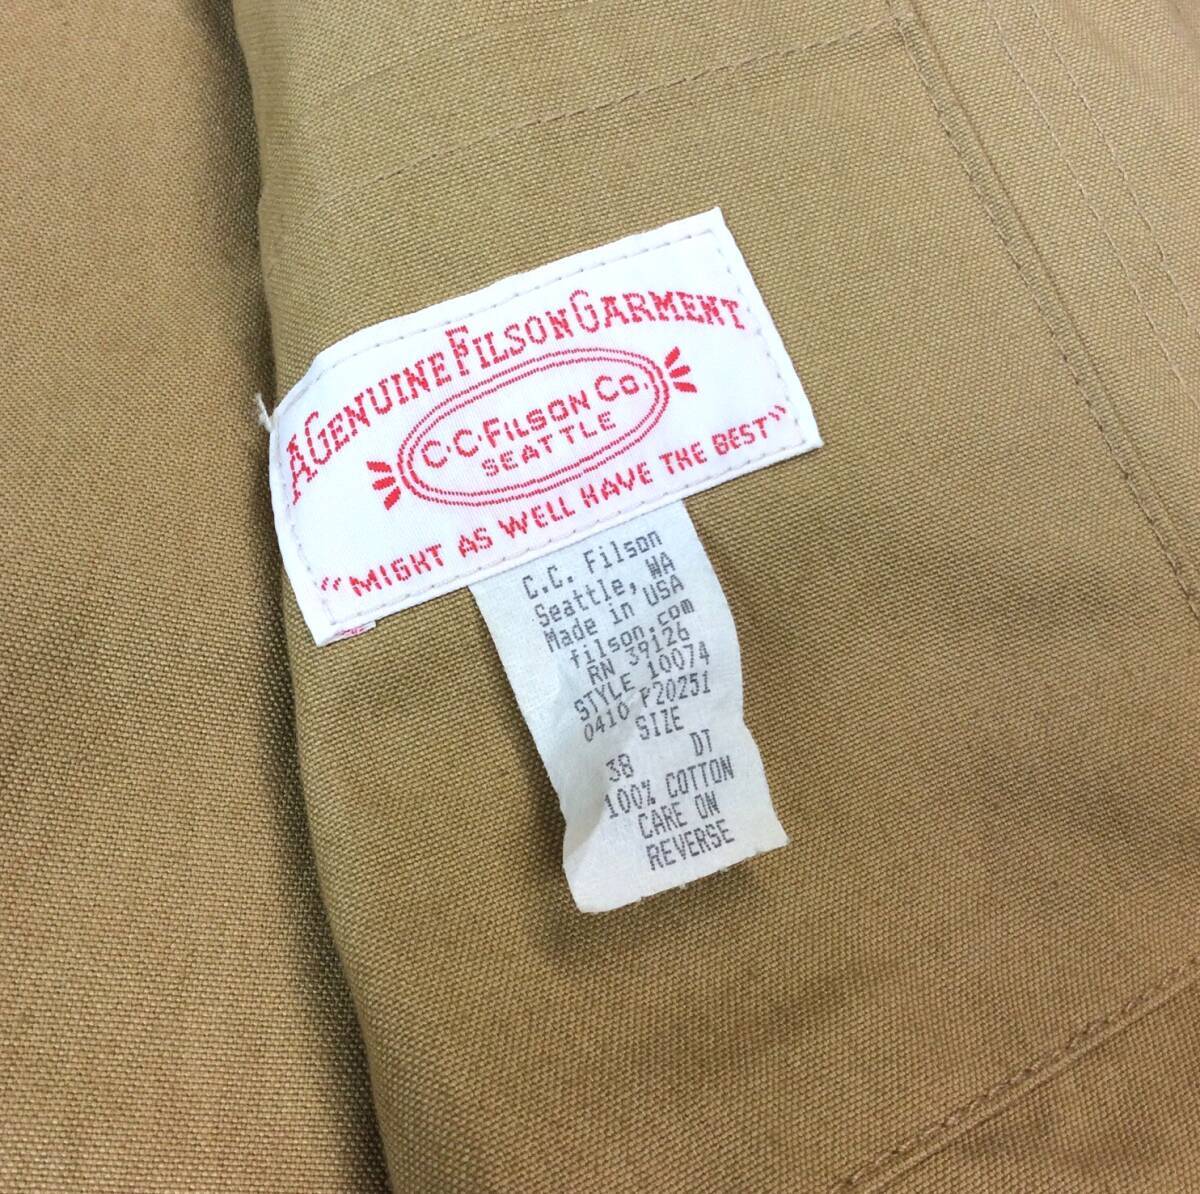 A GENUINE FILSON GARMENT
C.C. FILSON CO.
SEATTLE
"MIGHT AS WELL HAVE THE BEST"
C.C. Filson
Seattle, WA
Made in USA
filson.com
RN 39126
STYLE 10074
0410 P20251
SIZE
38 DT
100% COTTON
CARE ON
REVERSE